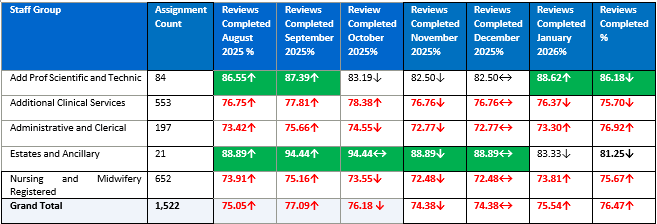 Staff Group Assignment Count Reviews Completed August 2025 % Reviews Completed September 2025% Review Completed October 2025% Reviews Completed November 2025% Reviews Completed December 2025% Reviews Completed January 2026% Reviews Completed %
Add Prof Scientific and Technic 84 86.55↑ 87.39↑ 83.19↓ 82.50↓ 82.50↔ 88.62↑ 86.18↓
Additional Clinical Services 553 76.75↑ 77.81↑ 78.38↑ 76.76↓ 76.76↔ 76.37↓ 75.70↓
Administrative and Clerical 197 73.42↑ 75.66↑ 74.55↓ 72.77↓ 72.77↔ 73.30↑ 76.92↑
Estates and Ancillary 21 88.89↑ 94.44↑ 94.44↔ 88.89↓ 88.89↔ 83.33↓ 81.25↓
Nursing and Midwifery Registered 652 73.91↑ 75.16↑ 73.55↓ 72.48↓ 72.48↔ 73.81↑ 75.67↑
Grand Total 1,522 75.05↑ 77.09↑ 76.18 ↓ 74.38↓ 74.38↔ 75.54↑ 76.47↑